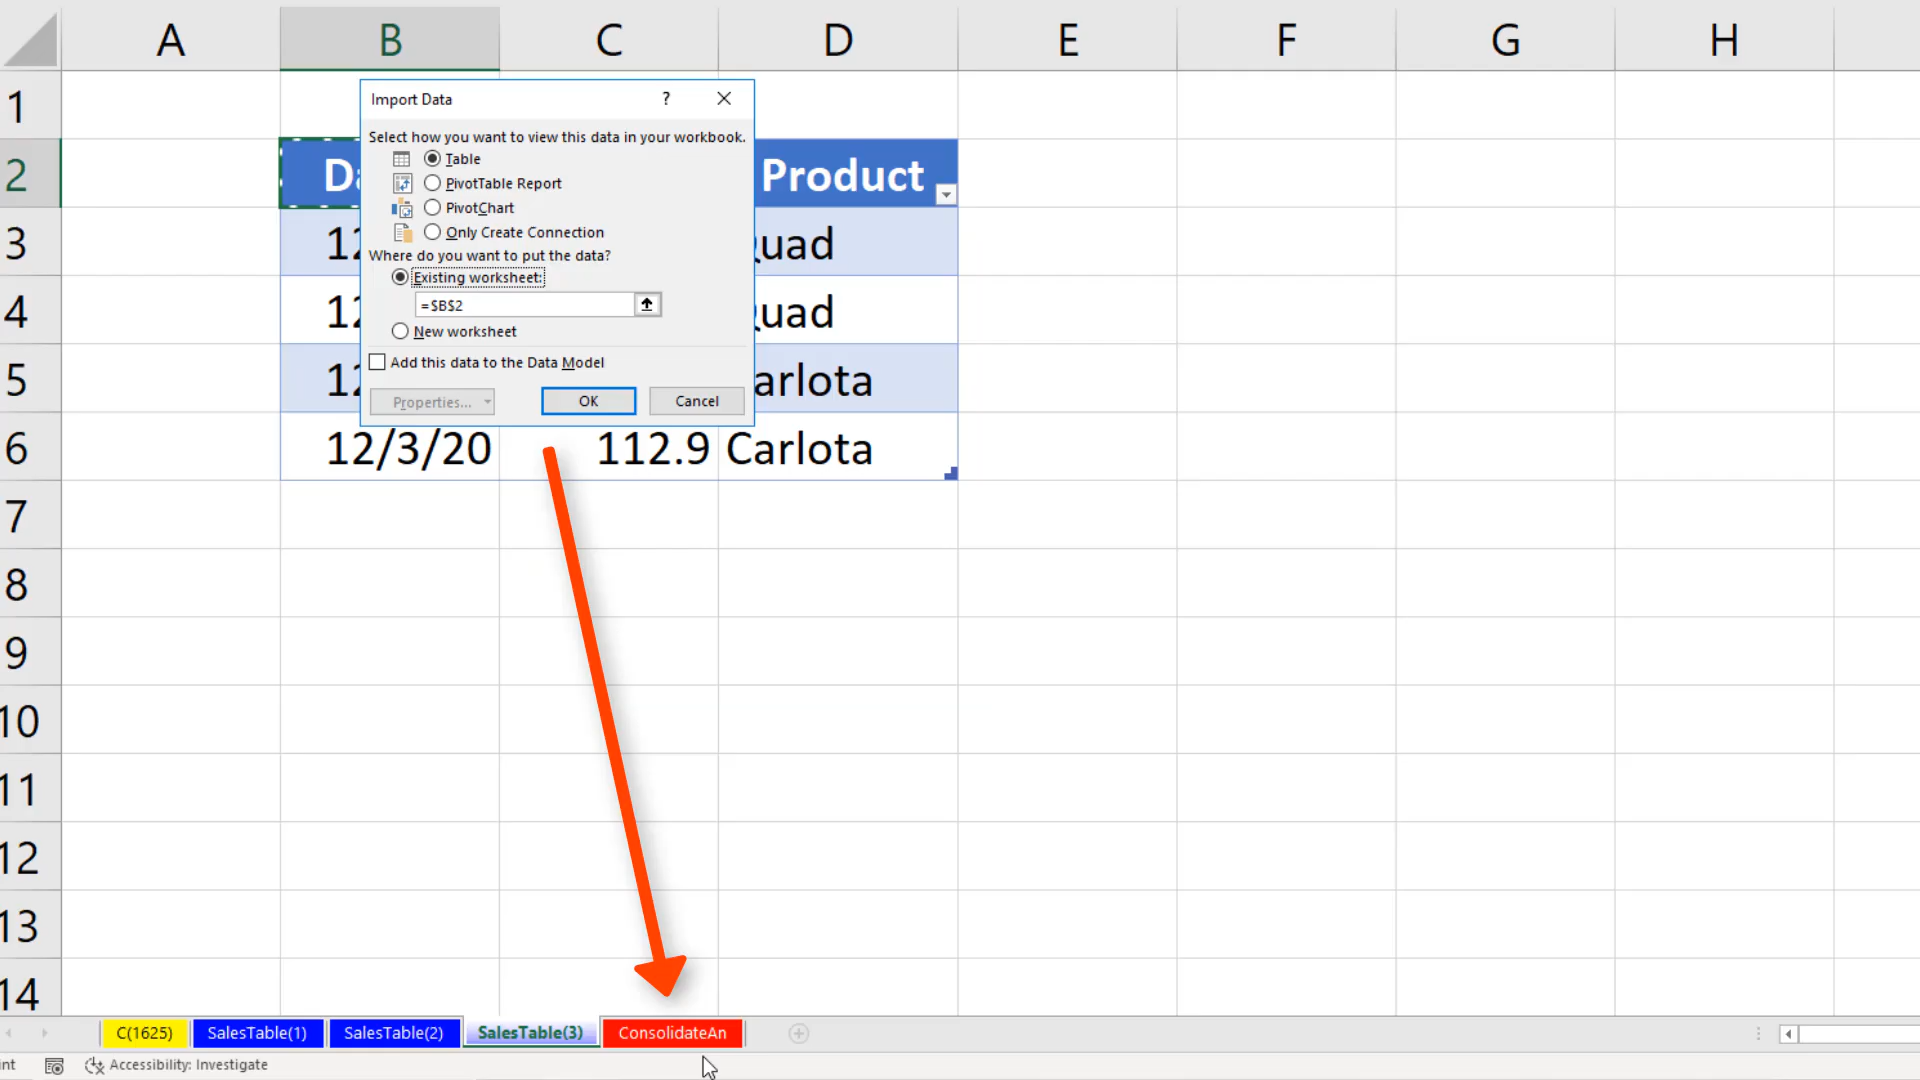 A B C D E F G H
1
Import Data ?
Select how you want to view this data in your workbook.
2 Product
Table
PivotTable Report
PivotChart
Only Create Connection
3 12
Where do you want to put the data?
Existing worksheet:
=$B$2
4 12
New worksheet
Add this data to the Data Model
5 12
Properties... OK Cancel
6 12/3/20 112.9 Carlota
7
8
9
10
11
12
13
14
C(1625) SalesTable(1) SalesTable(2) SalesTable(3) ConsolidateAn
Accessibility: Investigate